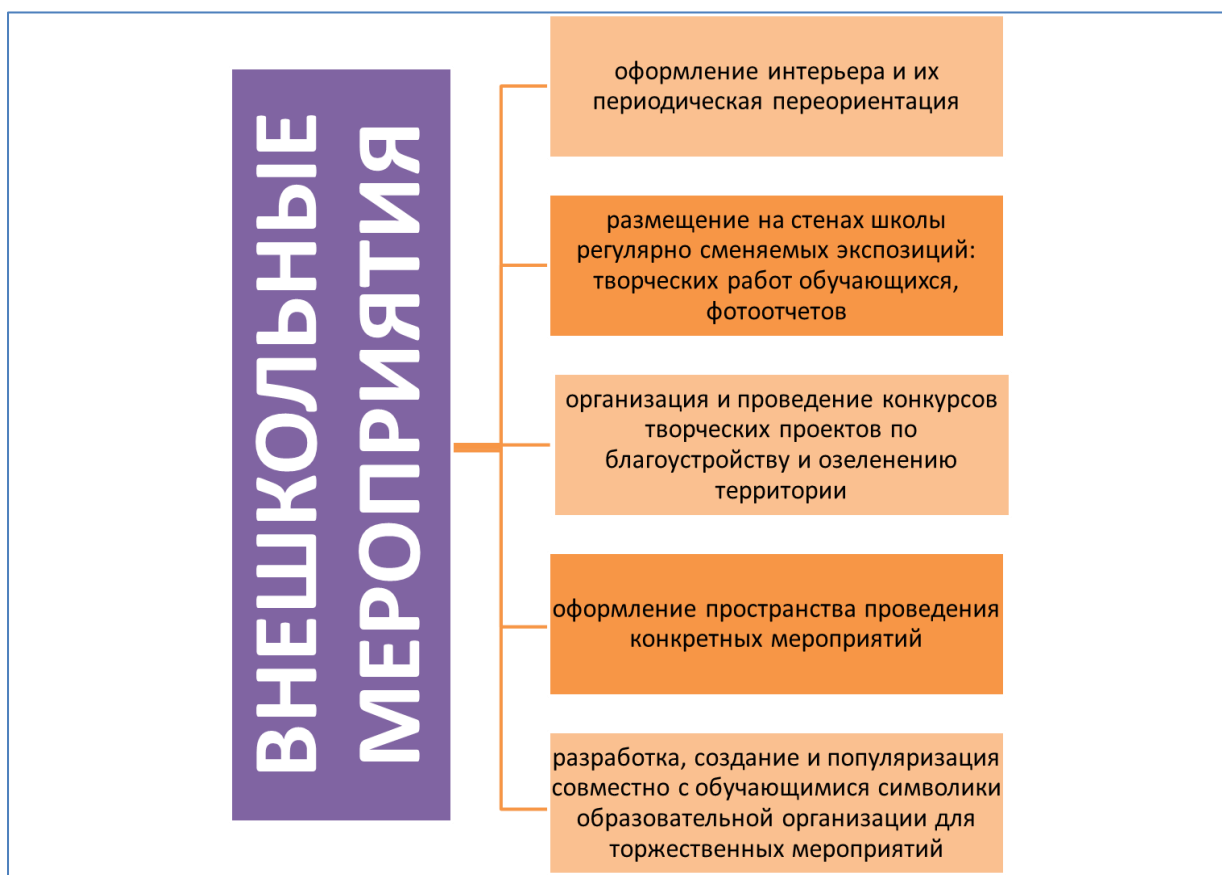 ВНЕШКОЛЬНЫЕ
МЕРОПРИЯТИЯ
оформление интерьера и их
периодическая переориентация
размещение на стенах школы
регулярно сменяемых экспозиций:
творческих работ обучающихся,
фотоотчетов
организация и проведение конкурсов
творческих проектов по
благоустройству и озеленению
территории
оформление пространства проведения
конкретных мероприятий
разработка, создание и популяризация
совместно с обучающимися символики
образовательной организации для
торжественных мероприятий